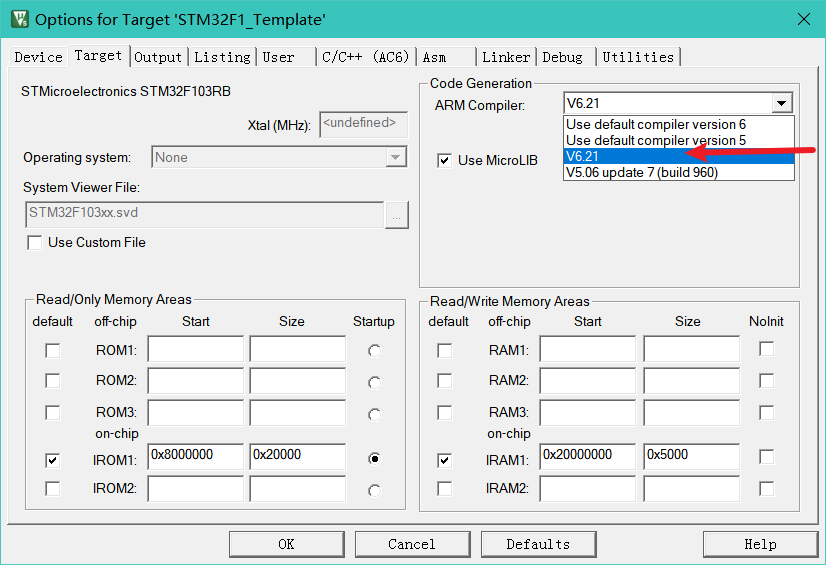 Options for Target 'STM32F1_Template'
Device Target Output Listing User C/C++ (AC6) Asm Linker Debug Utilities
STMicroelectronics STM32F103RB
Xtal (MHz): <undefined>
Operating system: None
System Viewer File:
STM32F103xx.svd ...
Use Custom File
Code Generation
ARM Compiler: V6.21
Use default compiler version 6
Use default compiler version 5
V6.21
V5.06 update 7 (build 960)
Use MicroLIB
Read/Only Memory Areas
default off-chip Start Size Startup
ROM1:
ROM2:
ROM3:
on-chip
IROM1: 0x8000000 0x20000
IROM2:
Read/Write Memory Areas
default off-chip Start Size NoInit
RAM1:
RAM2:
RAM3:
on-chip
IRAM1: 0x20000000 0x5000
IRAM2:
OK Cancel Defaults Help